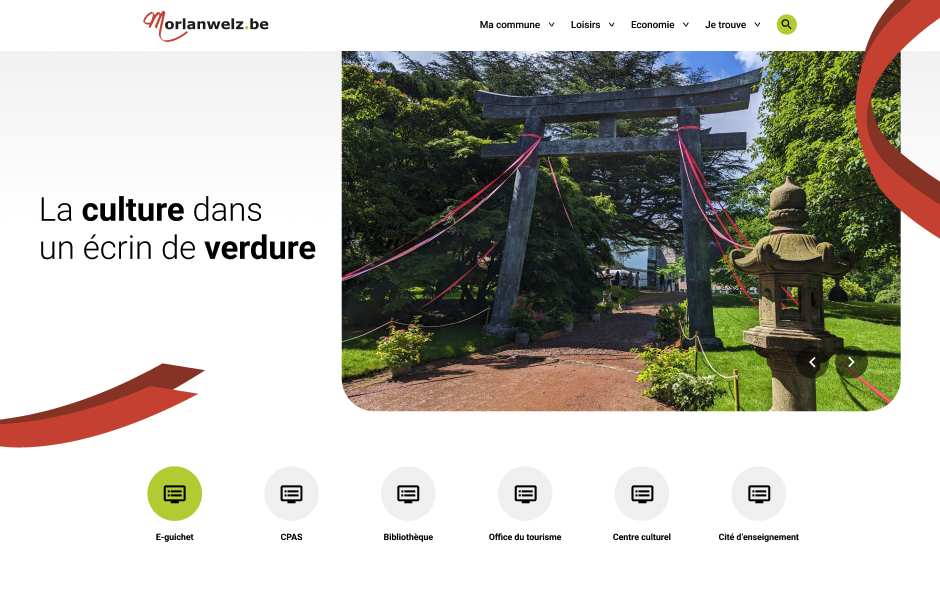 Morlanwelz.be
Ma commune
Loisirs
Economie
Je trouve
La culture dans
un écrin de verdure
E-guichet
CPAS
Bibliothèque
Office du tourisme
Centre culturel
Cité d'enseignement